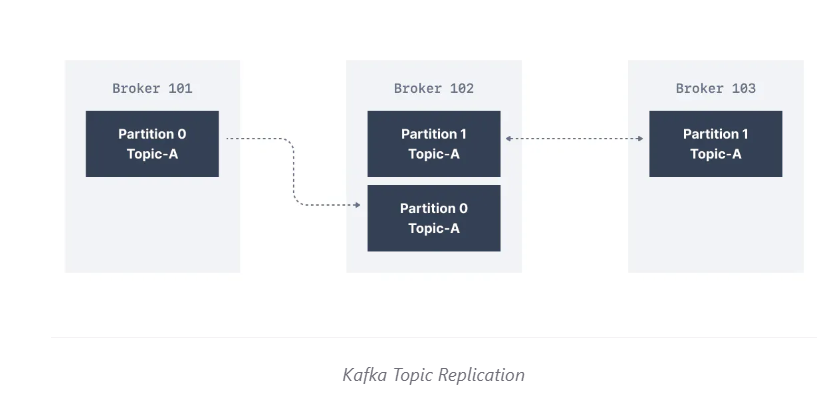 Broker 101
Partition 0
Topic-A
Broker 102
Partition 1
Topic-A
Partition 0
Topic-A
Broker 103
Partition 1
Topic-A
Kafka Topic Replication